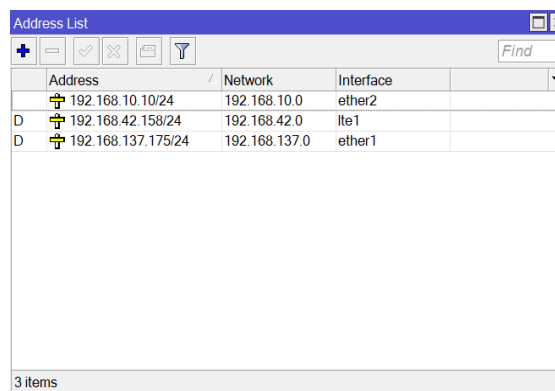 Address List
Find
Address Network Interface
192.168.10.10/24 192.168.10.0 ether2
D 192.168.42.158/24 192.168.42.0 lte1
D 192.168.137.175/24 192.168.137.0 ether1
3 items